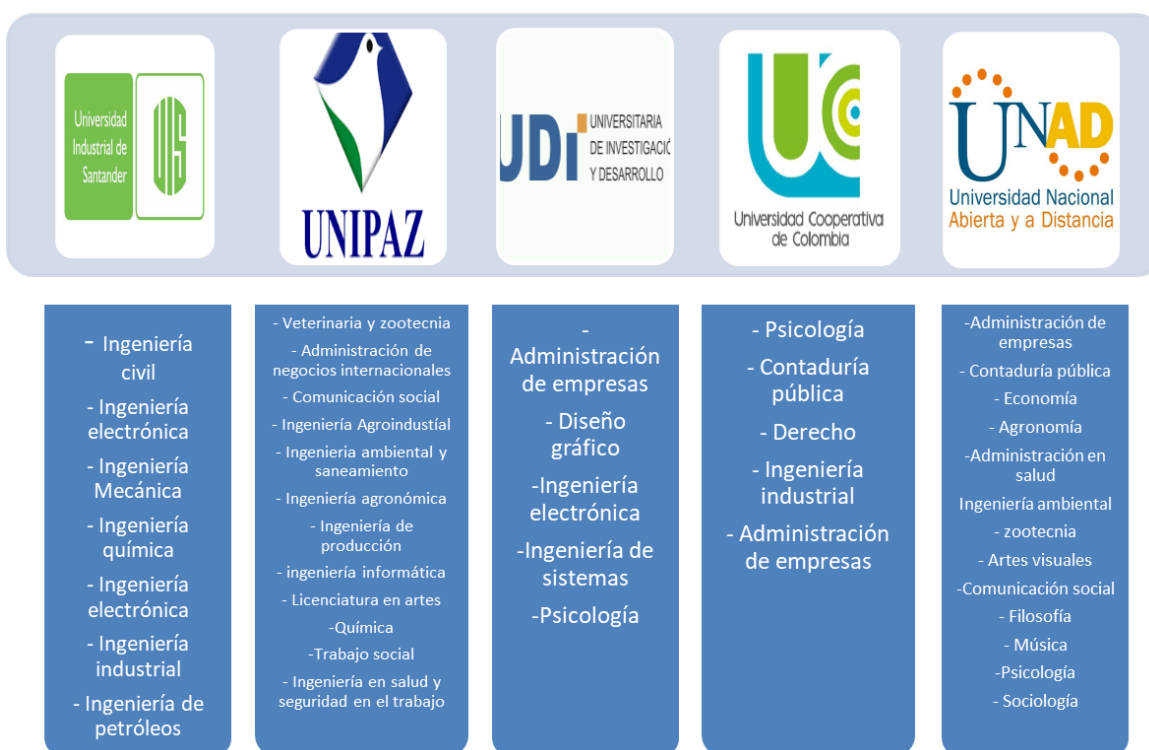 Universidad
Industrial de
Santander
UIS
UNIPAZ
UDi
UNIVERSITARIA
DE INVESTIGACIÓ
Y DESARROLLO
Universidad Cooperativa
de Colombia
UNAD
Universidad Nacional
Abierta y a Distancia
- Ingeniería
civil
- Ingeniería
electrónica
- Ingeniería
Mecánica
- Ingeniería
química
- Ingeniería
electrónica
- Ingeniería
industrial
- Ingeniería de
petróleos
- Veterinaria y zootecnia
- Administración de
negocios internacionales
- Comunicación social
- Ingeniería Agroindustíal
- Ingenieria ambiental y
saneamiento
- Ingeniería agronómica
- Ingeniería de
producción
- ingeniería informática
- Licenciatura en artes
-Química
-Trabajo social
- Ingeniería en salud y
seguridad en el trabajo
-
Administración
de empresas
- Diseño
gráfico
-Ingeniería
electrónica
-Ingeniería de
sistemas
-Psicología
- Psicología
- Contaduría
pública
- Derecho
- Ingeniería
industrial
- Administración
de empresas
-Administración de
empresas
- Contaduría pública
- Economía
- Agronomía
-Administración en
salud
Ingeniería ambiental
- zootecnia
- Artes visuales
-Comunicación social
- Filosofía
- Música
-Psicología
- Sociología